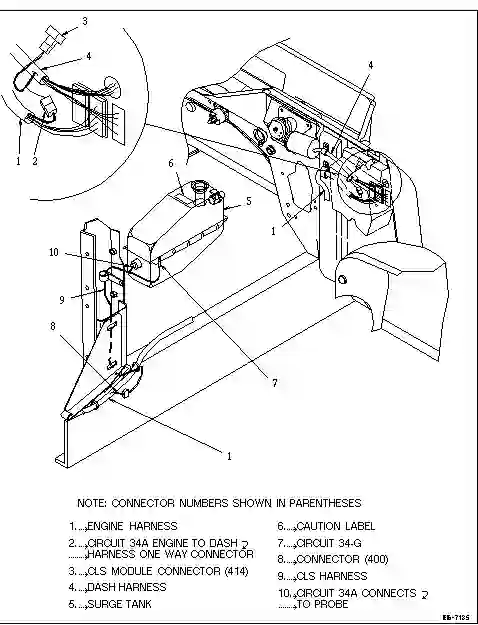 3
4
1 2
4
6
5
1
10
9
8
7
1
NOTE: CONNECTOR NUMBERS SHOWN IN PARENTHESES
1....ENGINE HARNESS
2....CIRCUIT 34A ENGINE TO DASH
........HARNESS ONE WAY CONNECTOR
3....CLS MODULE CONNECTOR (414)
4....DASH HARNESS
5....SURGE TANK
6....CAUTION LABEL
7....CIRCUIT 34-G
8....CONNECTOR (400)
9....CLS HARNESS
10...CIRCUIT 34A CONNECTS
........TO PROBE